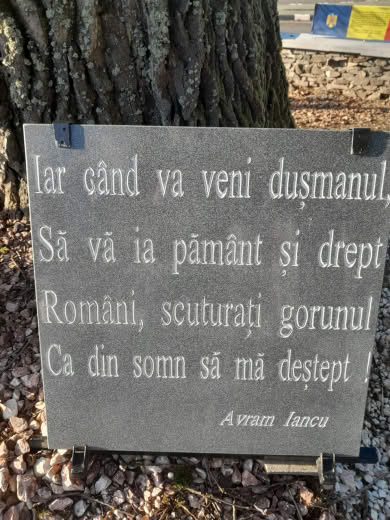 Iar când va veni dușmanul,
Să vă ia pământ și drept
Români, scuturați gorunul
Ca din somn să mă deștept !
Avram Iancu